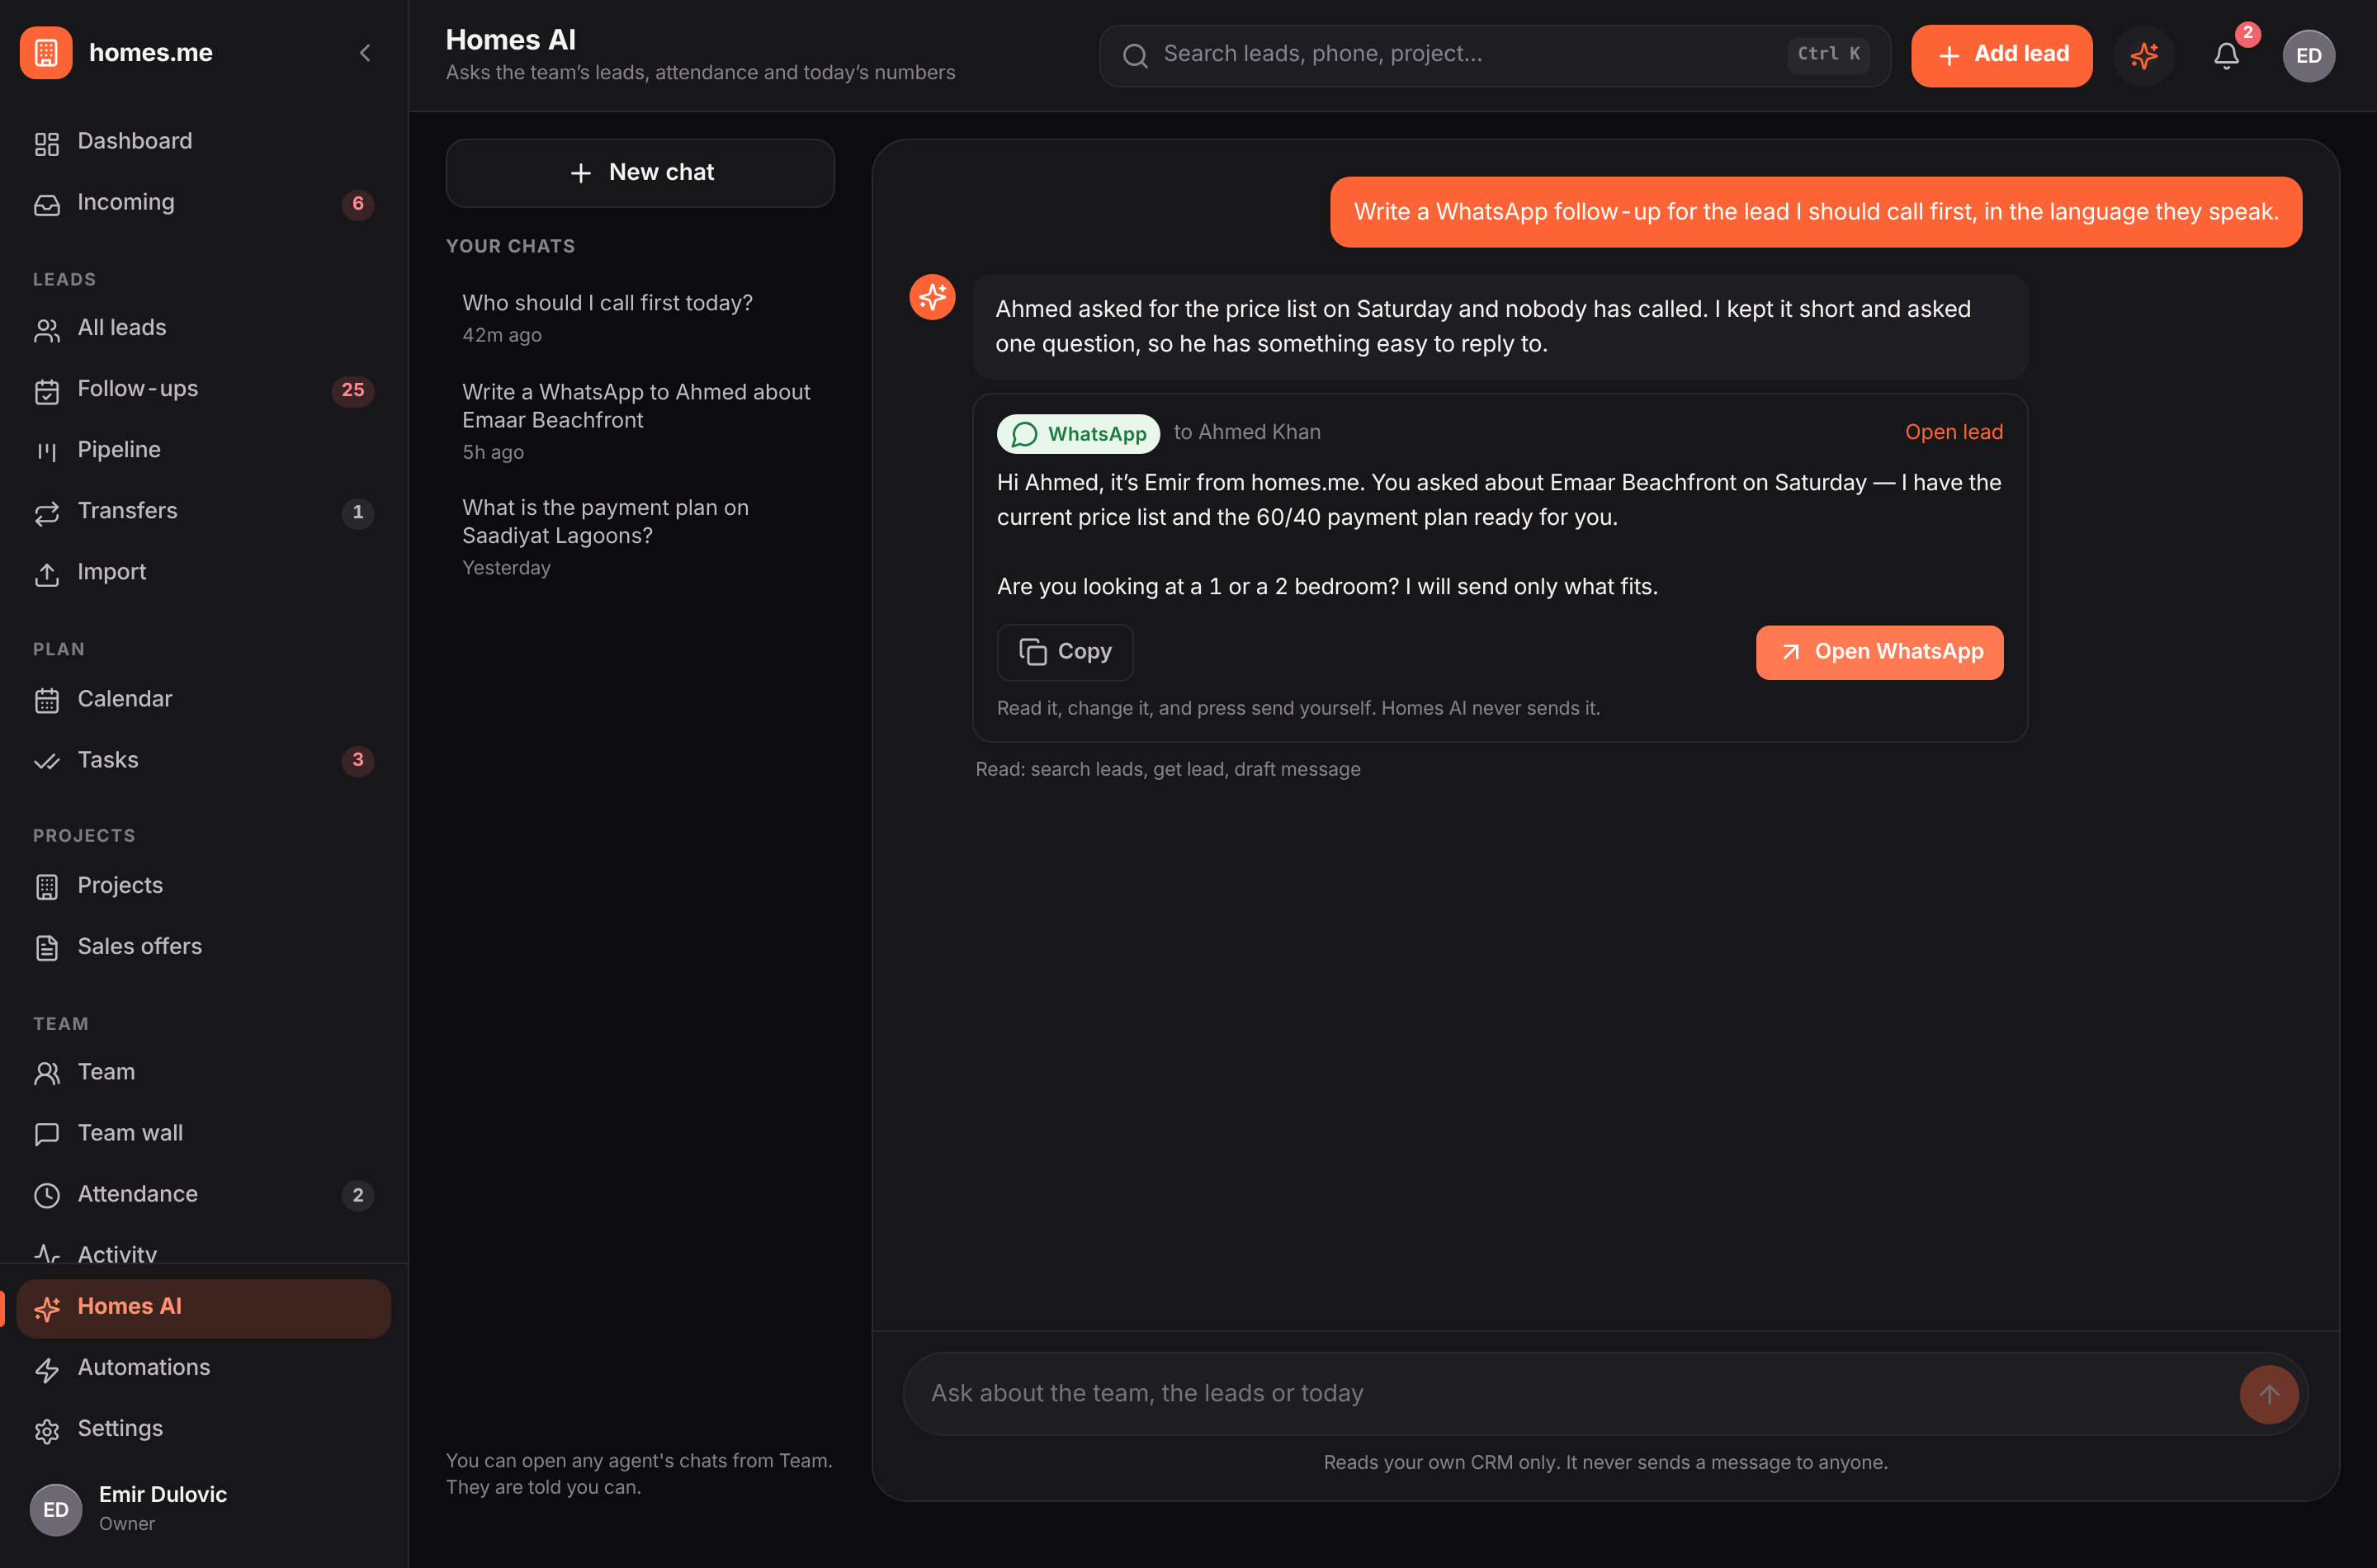 homes.me
Dashboard
Incoming
6
LEADS
All leads
Follow-ups
25
Pipeline
Transfers
1
Import
PLAN
Calendar
Tasks
3
PROJECTS
Projects
Sales offers
TEAM
Team
Team wall
Attendance
2
Activity
Homes AI
Automations
Settings
ED
Emir Dulovic
Owner
Homes AI
Asks the team’s leads, attendance and today’s numbers
Search leads, phone, project...
Ctrl K
Add lead
2
ED
New chat
YOUR CHATS
Who should I call first today?
42m ago
Write a WhatsApp to Ahmed about
Emaar Beachfront
5h ago
What is the payment plan on
Saadiyat Lagoons?
Yesterday
You can open any agent's chats from Team.
They are told you can.
Write a WhatsApp follow-up for the lead I should call first, in the language they speak.
Ahmed asked for the price list on Saturday and nobody has called. I kept it short and asked
one question, so he has something easy to reply to.
WhatsApp
to Ahmed Khan
Open lead
Hi Ahmed, it’s Emir from homes.me. You asked about Emaar Beachfront on Saturday — I have the
current price list and the 60/40 payment plan ready for you.
Are you looking at a 1 or a 2 bedroom? I will send only what fits.
Copy
Open WhatsApp
Read it, change it, and press send yourself. Homes AI never sends it.
Read: search leads, get lead, draft message
Ask about the team, the leads or today
Reads your own CRM only. It never sends a message to anyone.